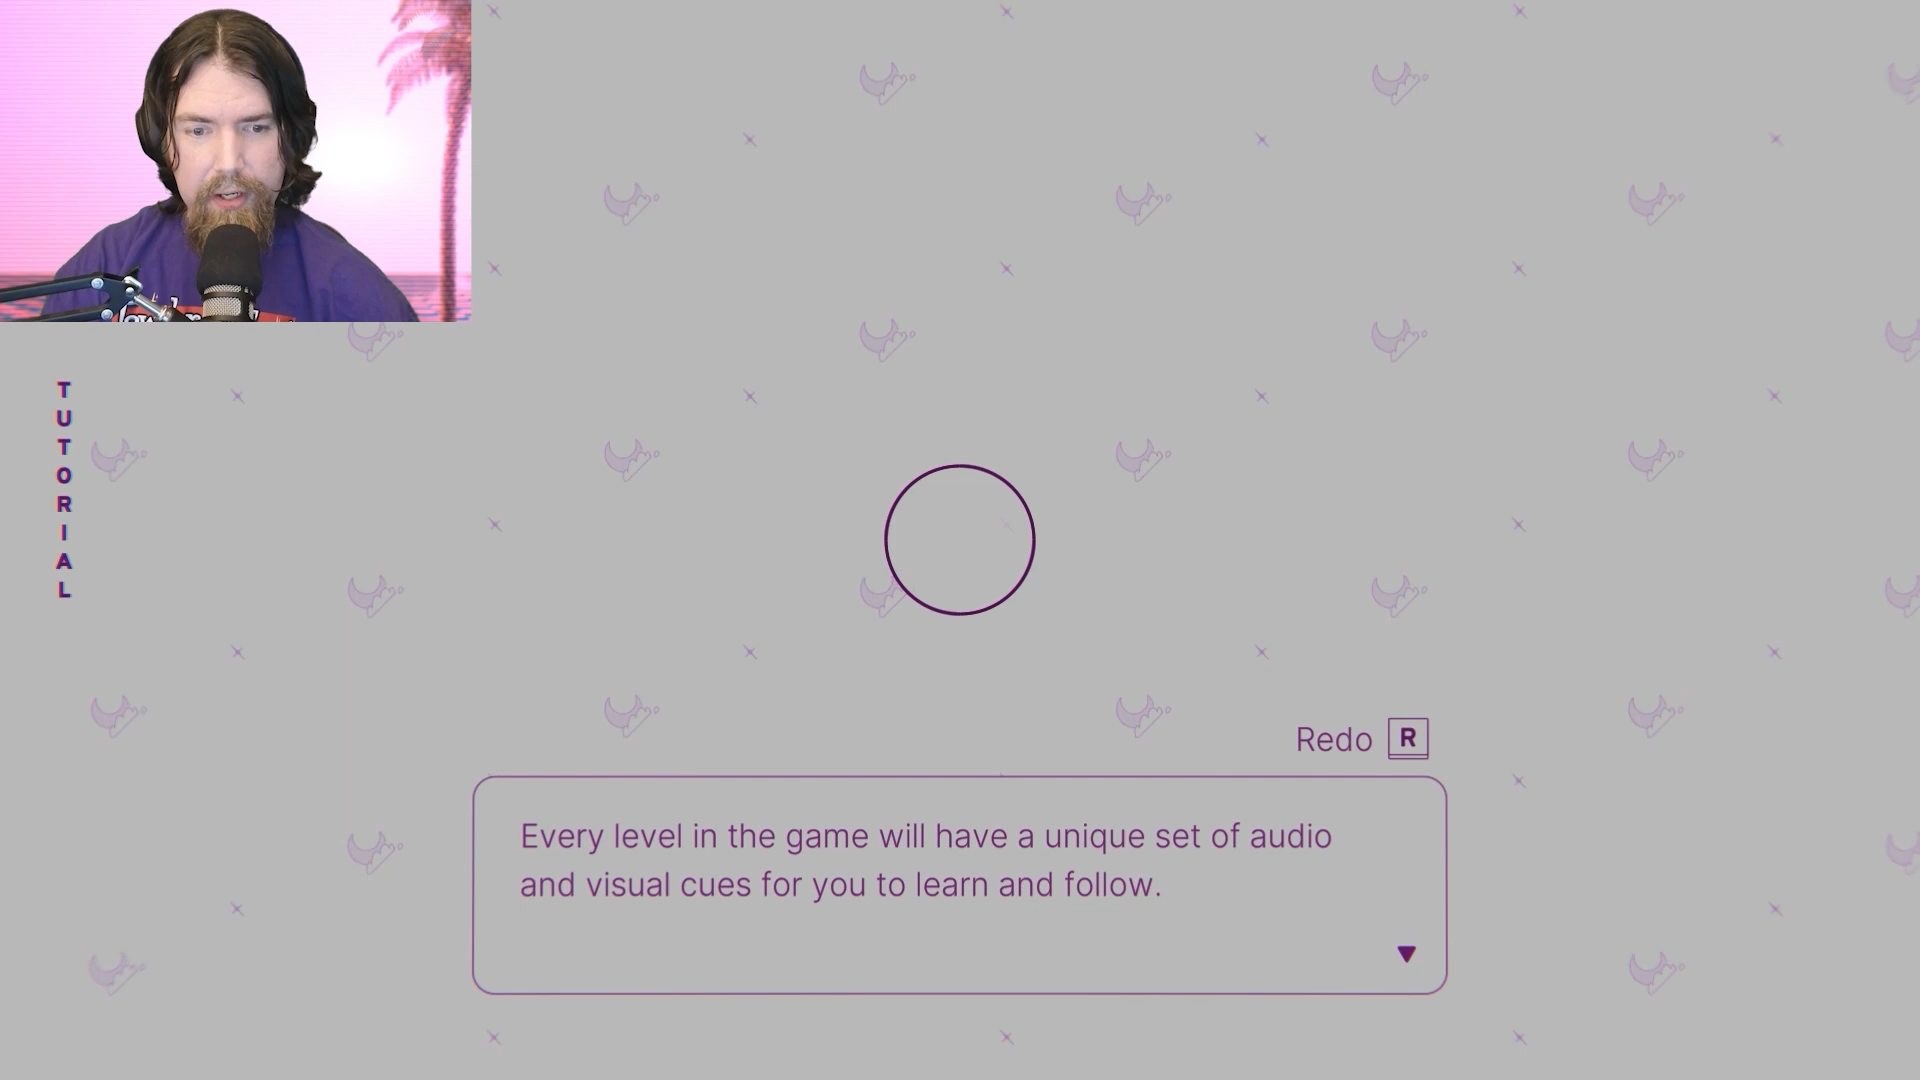 TUTORIAL
Redo R
Every level in the game will have a unique set of audio
and visual cues for you to learn and follow.